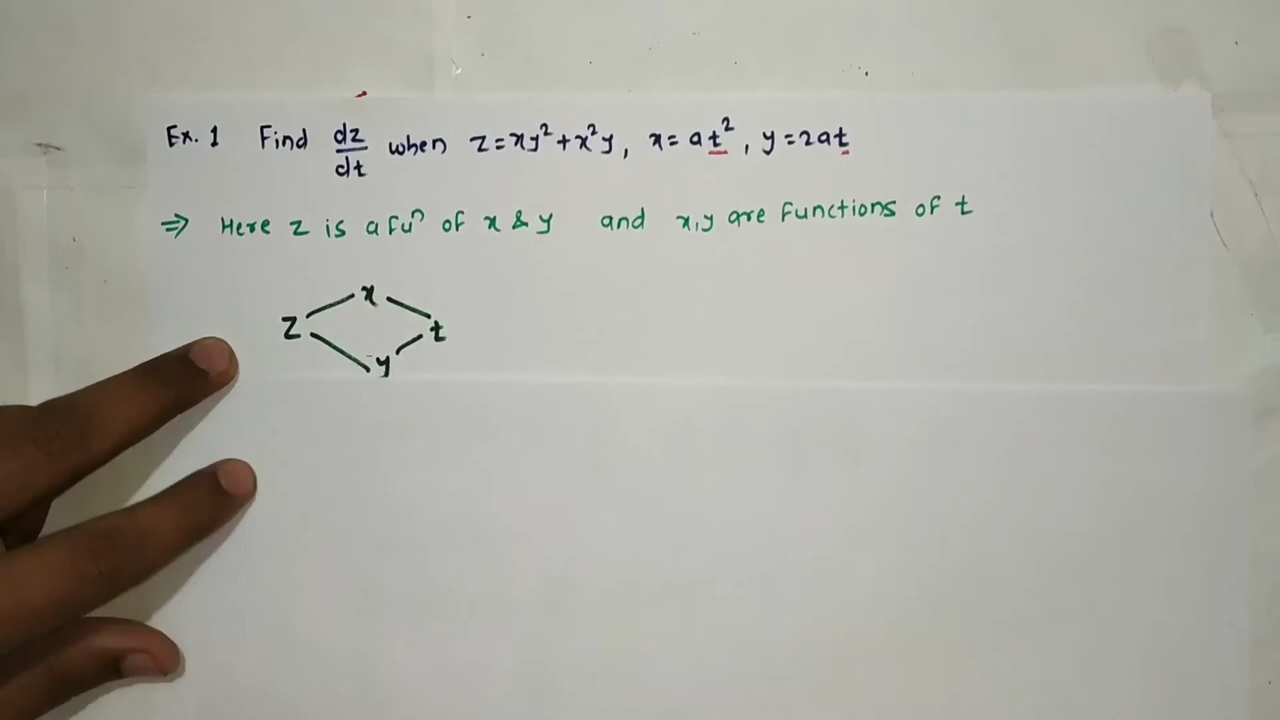 Ex. 1 Find dz/dt when z=xy²+x²y, x=at², y=2at
⇒ Here z is a fuⁿ of x & y and x,y are functions of t
x
z t
y